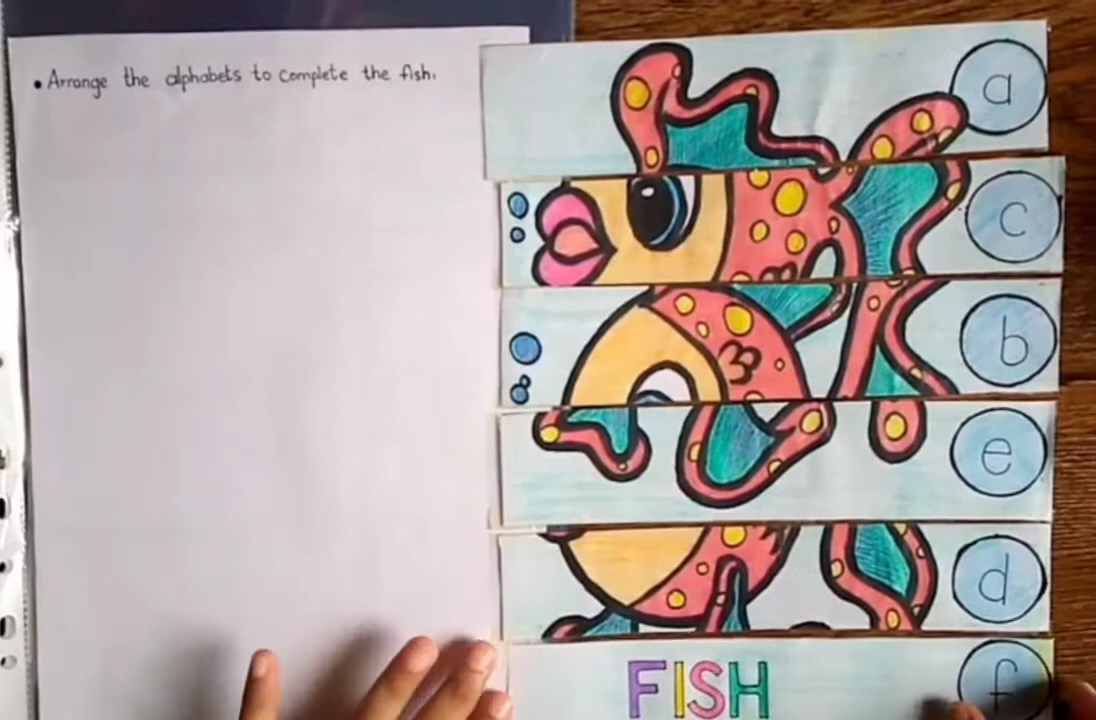 • Arrange the alphabets to complete the fish.
a
c
b
e
d
FISH f